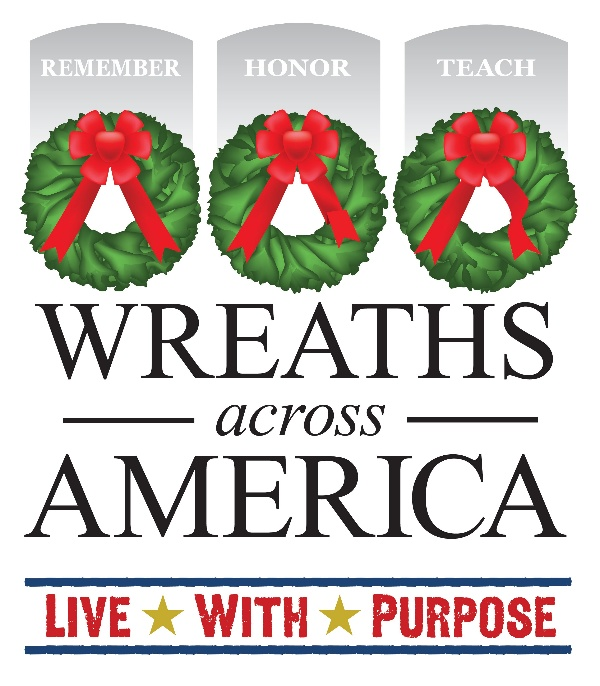 REMEMBER HONOR TEACH
WREATHS
across
AMERICA
LIVE WITH PURPOSE